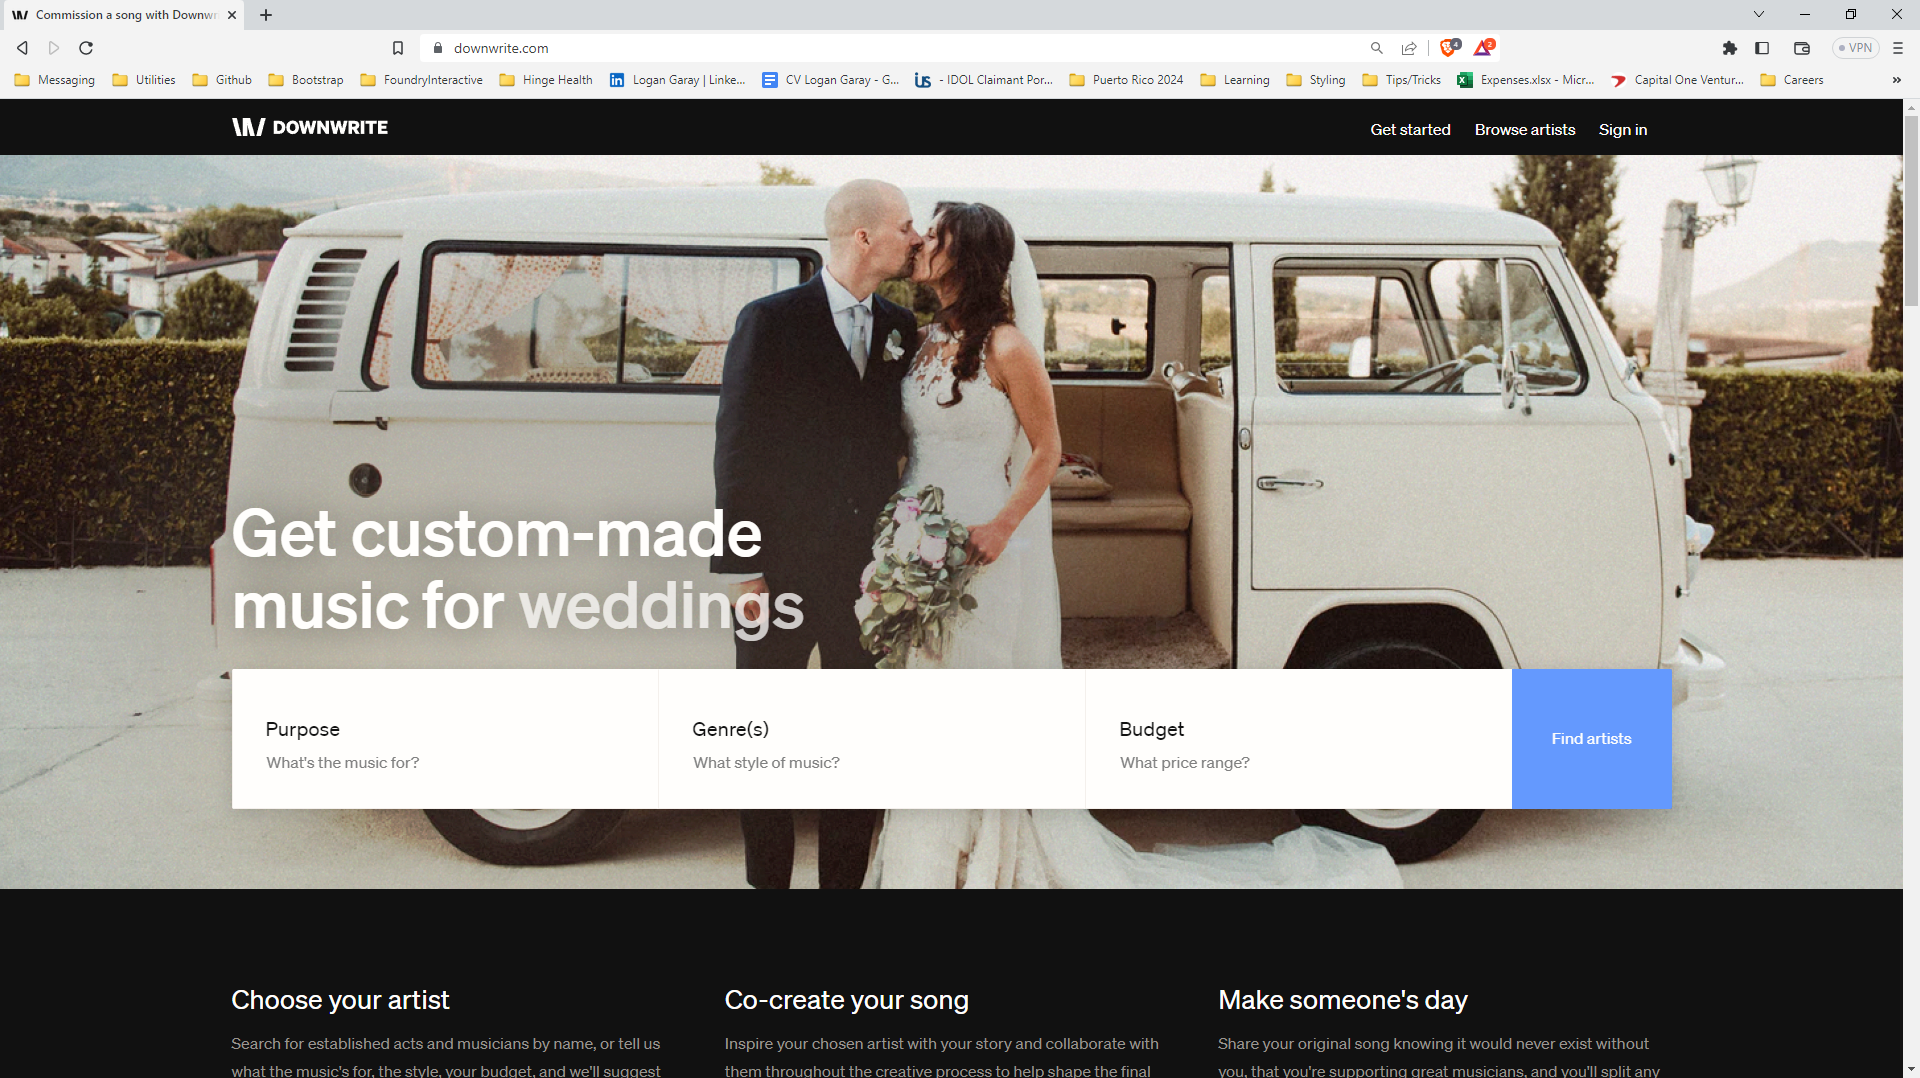 Commission a song with Downwr
downwrite.com
4
2
VPN
Messaging
Utilities
Github
Bootstrap
FoundryInteractive
Hinge Health
Logan Garay | Linke...
CV Logan Garay - G...
- IDOL Claimant Por...
Puerto Rico 2024
Learning
Styling
Tips/Tricks
Expenses.xlsx - Micr...
Capital One Ventur...
Careers
»
DOWNWRITE
Get started
Browse artists
Sign in
Get custom-made
music for weddings
Purpose
What's the music for?
Genre(s)
What style of music?
Budget
What price range?
Find artists
Choose your artist
Search for established acts and musicians by name, or tell us
what the music's for, the style, your budget, and we'll suggest
Co-create your song
Inspire your chosen artist with your story and collaborate with
them throughout the creative process to help shape the final
Make someone's day
Share your original song knowing it would never exist without
you, that you're supporting great musicians, and you'll split any